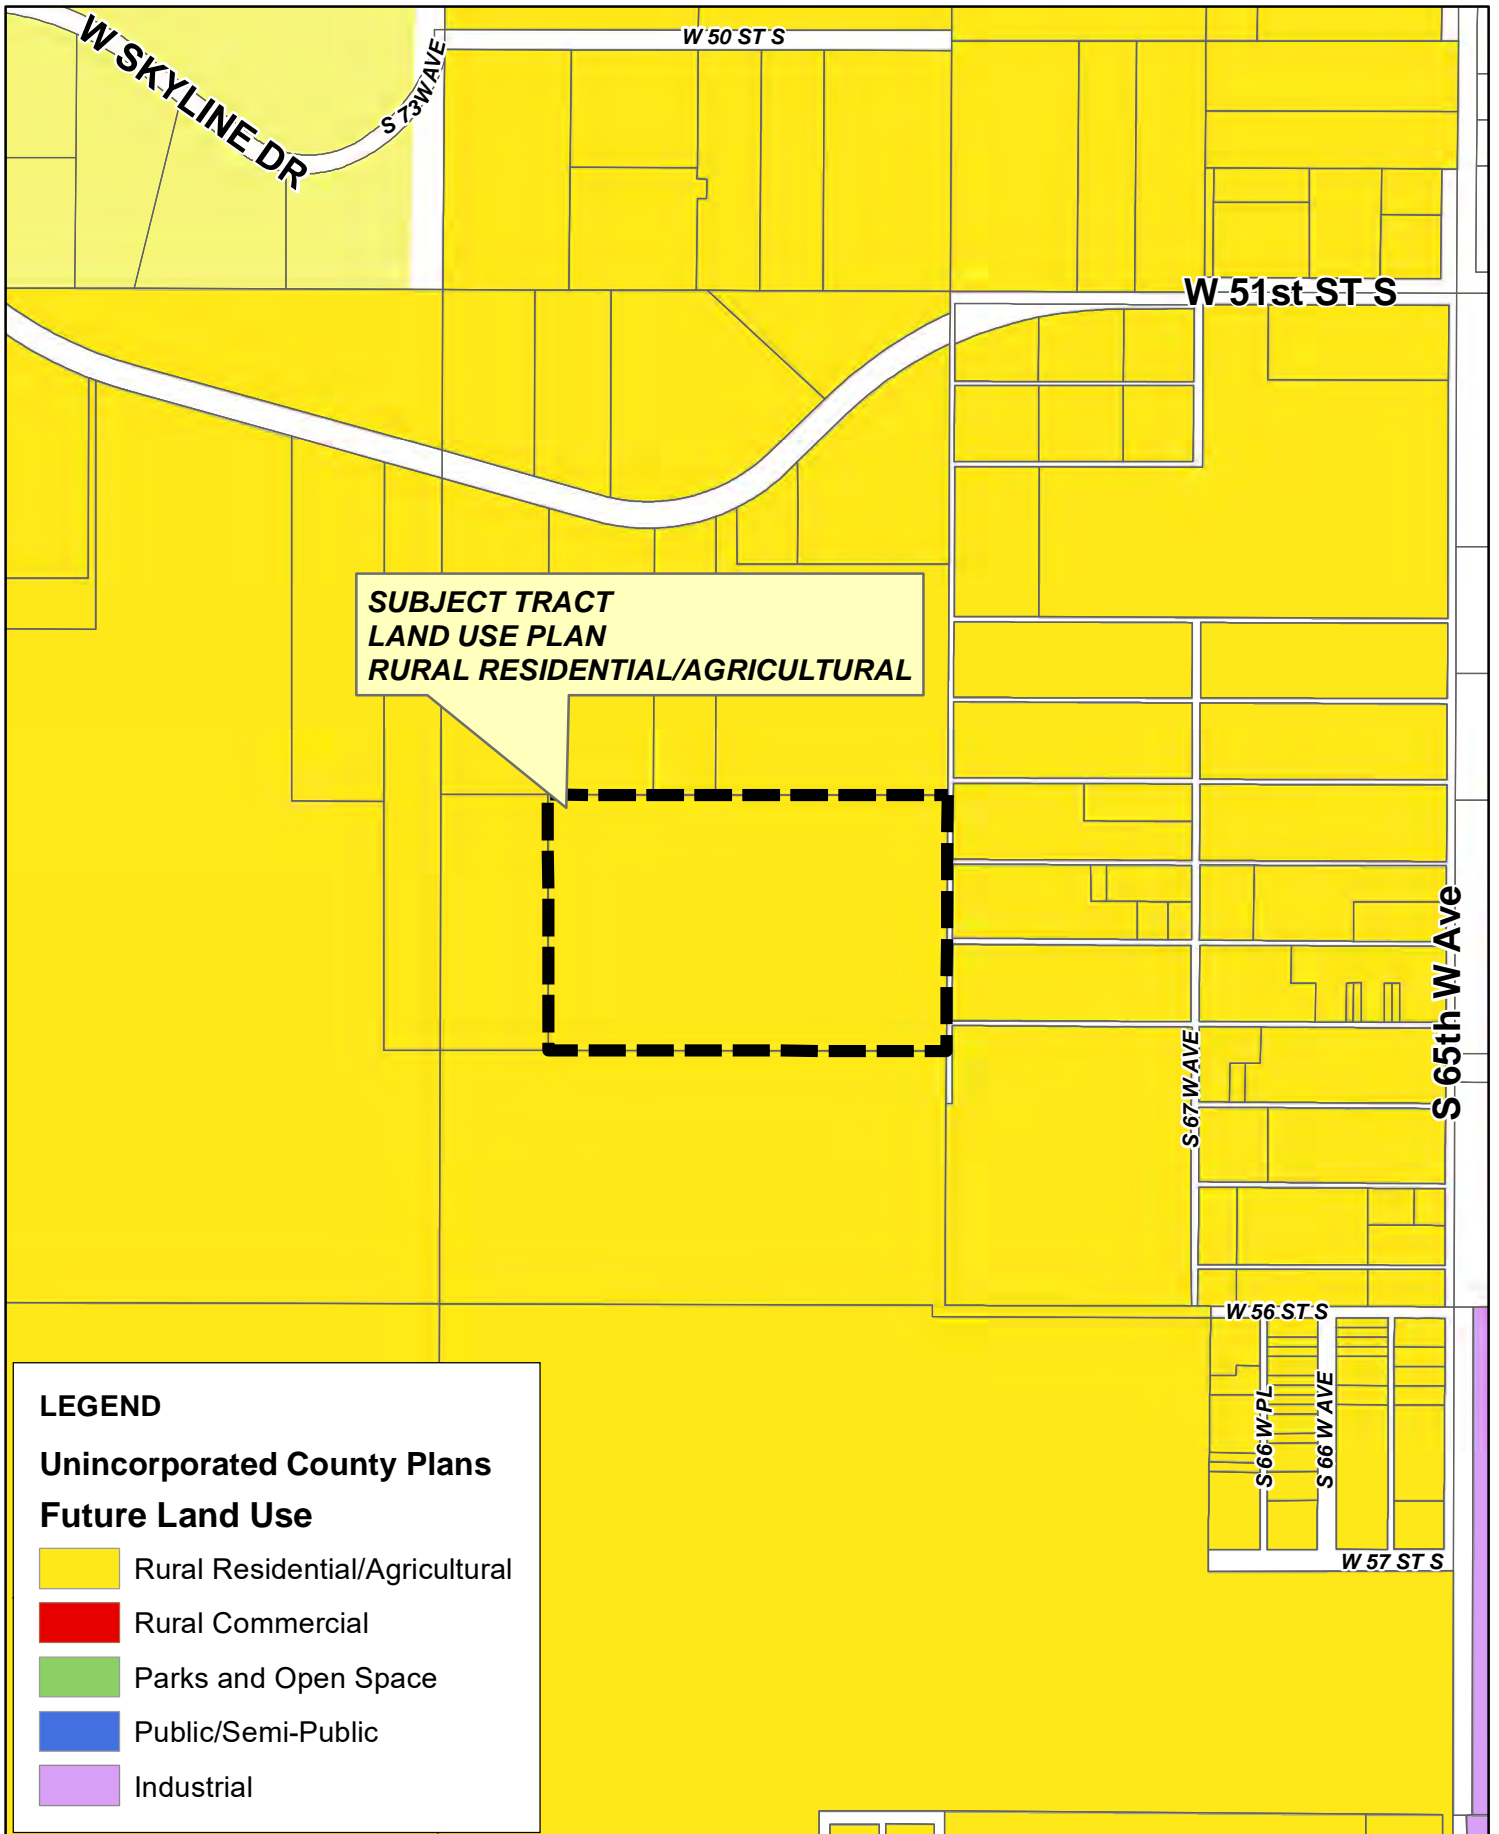 W SKYLINE DR
S 73W AVE
W 50 ST S
W 51st ST S
SUBJECT TRACT
LAND USE PLAN
RURAL RESIDENTIAL/AGRICULTURAL
S 65th W Ave
S 67 W AVE
W 56 ST S
S 66 W PL
S 66 W AVE
W 57 ST S
LEGEND
Unincorporated County Plans
Future Land Use
Rural Residential/Agricultural
Rural Commercial
Parks and Open Space
Public/Semi-Public
Industrial